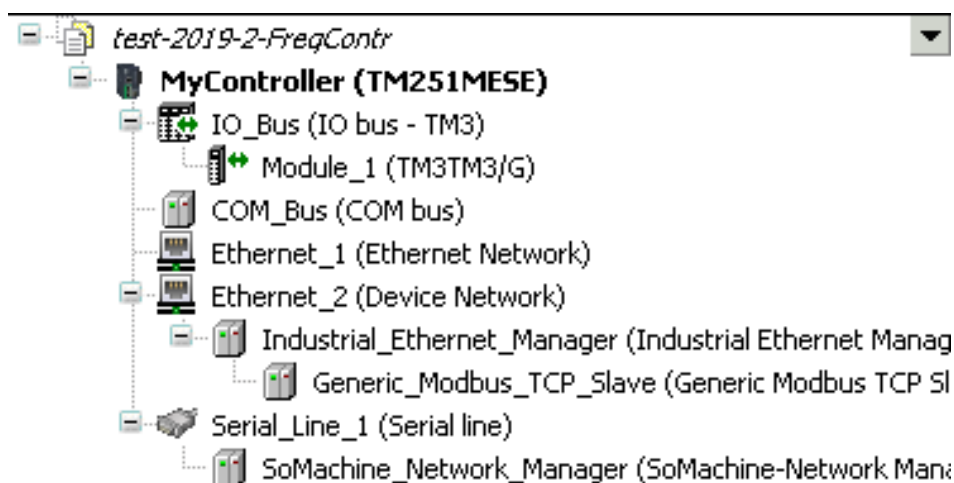 test-2019-2-FreqContr
MyController (TM251MESE)
IO_Bus (IO bus - TM3)
Module_1 (TM3TM3/G)
COM_Bus (COM bus)
Ethernet_1 (Ethernet Network)
Ethernet_2 (Device Network)
Industrial_Ethernet_Manager (Industrial Ethernet Manag
Generic_Modbus_TCP_Slave (Generic Modbus TCP Sl
Serial_Line_1 (Serial line)
SoMachine_Network_Manager (SoMachine-Network Mana